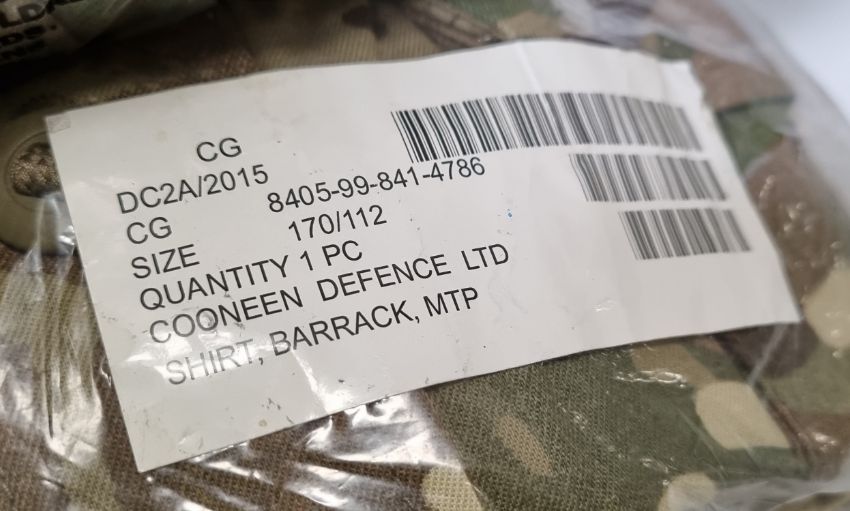 CG
DC2A/2015
CG 8405-99-841-4786
SIZE 170/112
QUANTITY 1 PC
COONEEN DEFENCE LTD
SHIRT, BARRACK, MTP